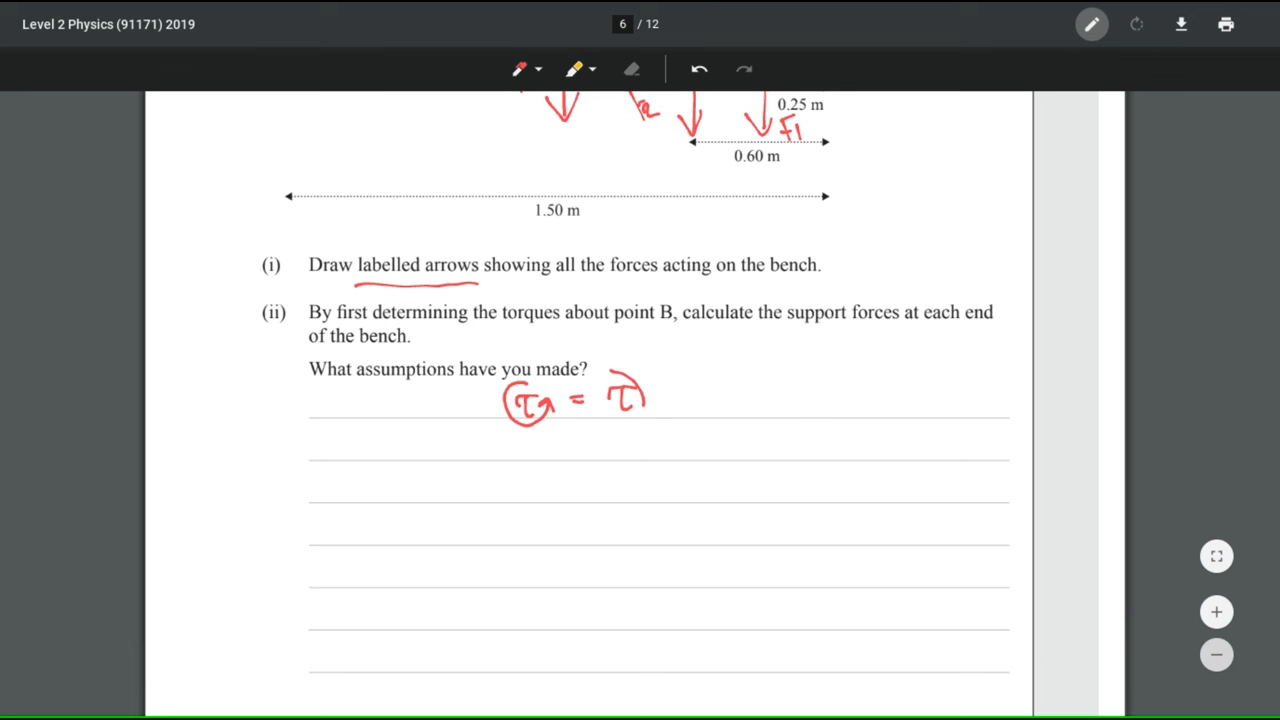 Level 2 Physics (91171) 2019
6 / 12
0.25 m
F1
0.60 m
1.50 m
(i) Draw labelled arrows showing all the forces acting on the bench.
(ii) By first determining the torques about point B, calculate the support forces at each end
of the bench.
What assumptions have you made?
τ = τ